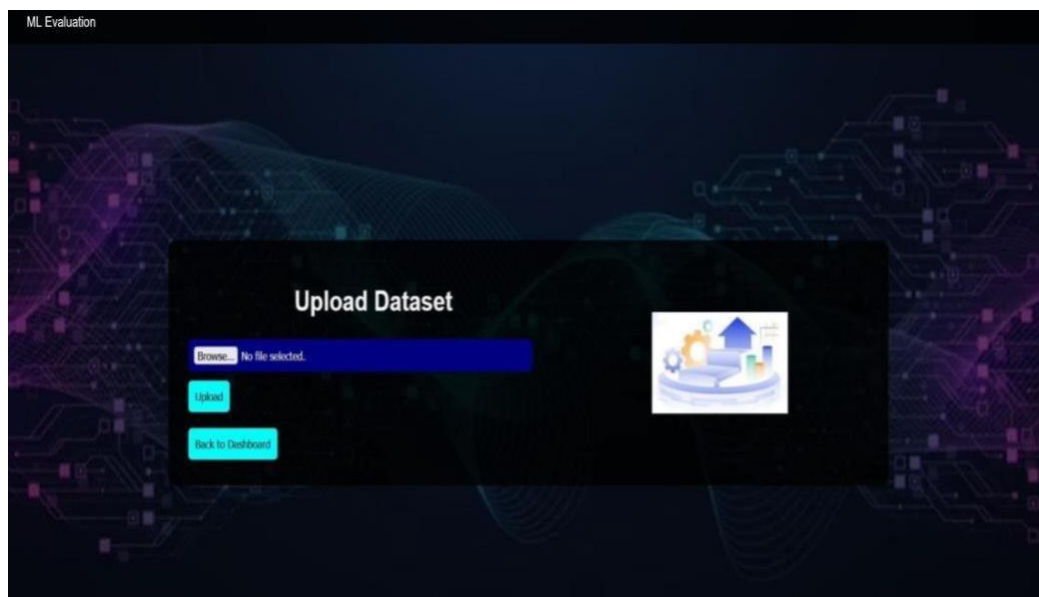 ML Evaluation
Upload Dataset
Browse... No file selected.
Upload
Back to Dashboard